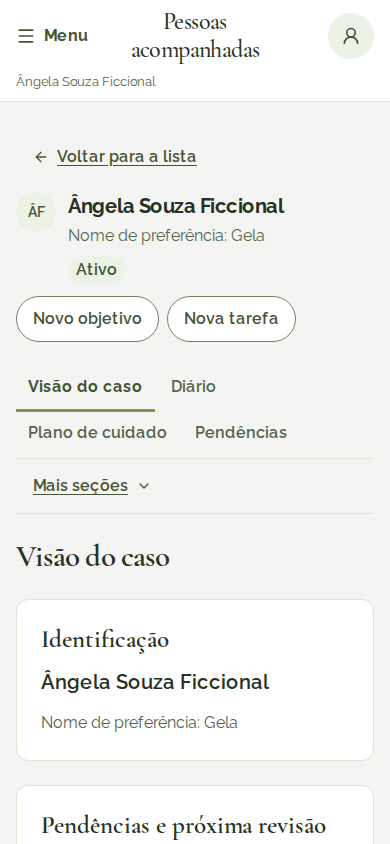 Menu
Pessoas
acompanhadas
Ângela Souza Ficcional
Voltar para a lista
ÂF
Ângela Souza Ficcional
Nome de preferência: Gela
Ativo
Novo objetivo
Nova tarefa
Visão do caso
Diário
Plano de cuidado
Pendências
Mais seções
Visão do caso
Identificação
Ângela Souza Ficcional
Nome de preferência: Gela
Pendências e próxima revisão